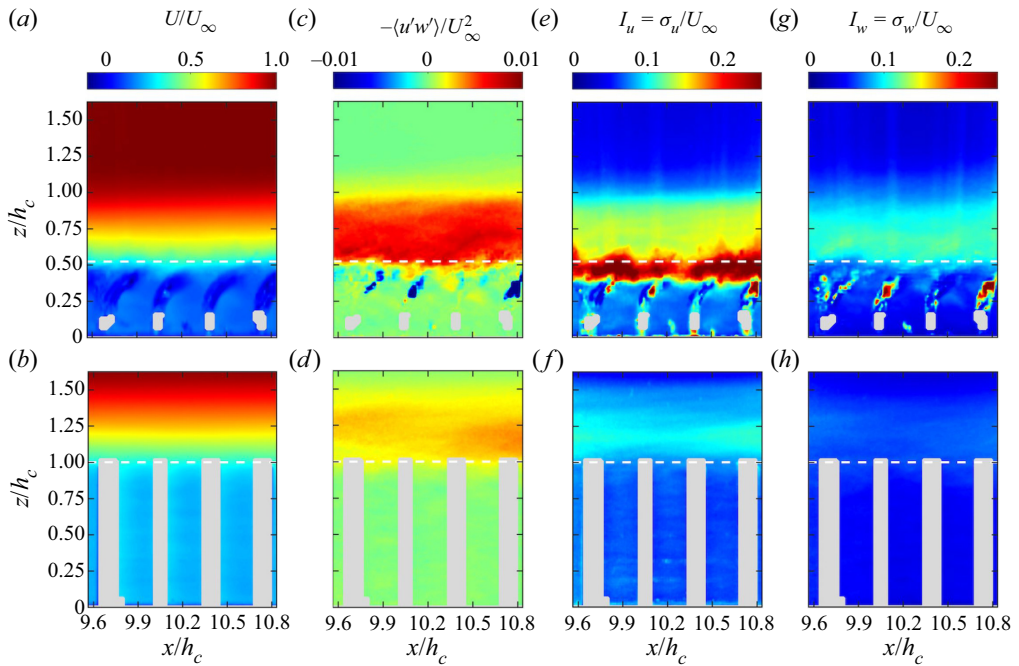 (a) U/U∞ (c) −⟨u′w′⟩/U∞² (e) Iu = σu/U∞ (g) Iw = σw/U∞
0 0.5 1.0 −0.01 0 0.01 0 0.1 0.2 0 0.1 0.2
1.50
1.25
1.00
z/hc
0.75
0.50
0.25
0
(b) (d) (f) (h)
1.50
1.25
1.00
z/hc
0.75
0.50
0.25
0
9.6 9.9 10.2 10.5 10.8 9.6 9.9 10.2 10.5 10.8 9.6 9.9 10.2 10.5 10.8 9.6 9.9 10.2 10.5 10.8
x/hc x/hc x/hc x/hc